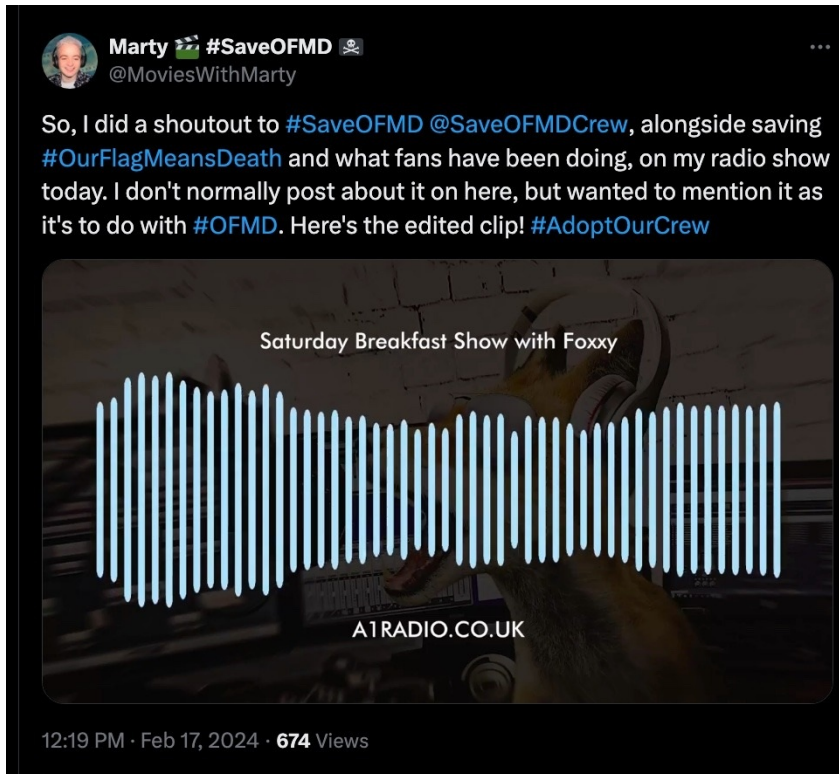 Marty 🎬 #SaveOFMD ☠️
@MoviesWithMarty
So, I did a shoutout to #SaveOFMD @SaveOFMDCrew, alongside saving
#OurFlagMeansDeath and what fans have been doing, on my radio show
today. I don't normally post about it on here, but wanted to mention it as
it's to do with #OFMD. Here's the edited clip! #AdoptOurCrew
Saturday Breakfast Show with Foxxy
A1RADIO.CO.UK
12:19 PM · Feb 17, 2024 · 674 Views